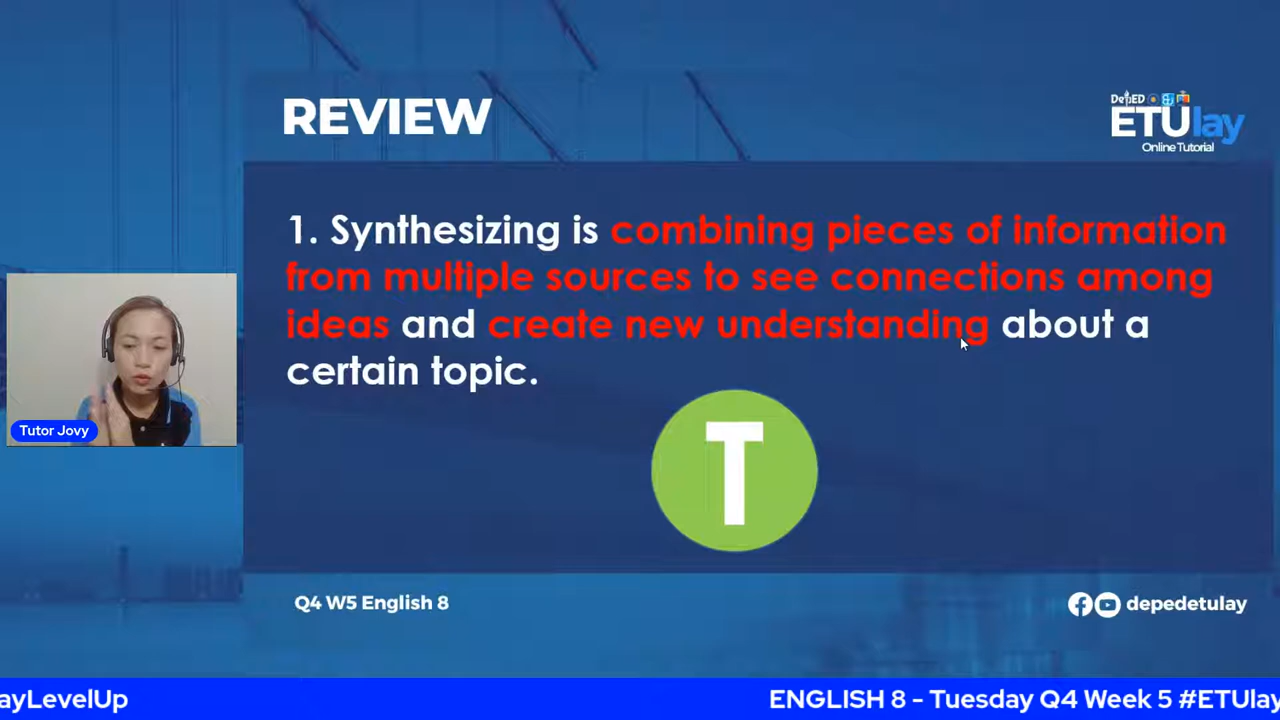 REVIEW
DepED
ETUlay
Online Tutorial
1. Synthesizing is combining pieces of information
from multiple sources to see connections among
ideas and create new understanding about a
certain topic.
T
Tutor Jovy
Q4 W5 English 8
depedetulay
ayLevelUp
ENGLISH 8 - Tuesday Q4 Week 5 #ETUlay